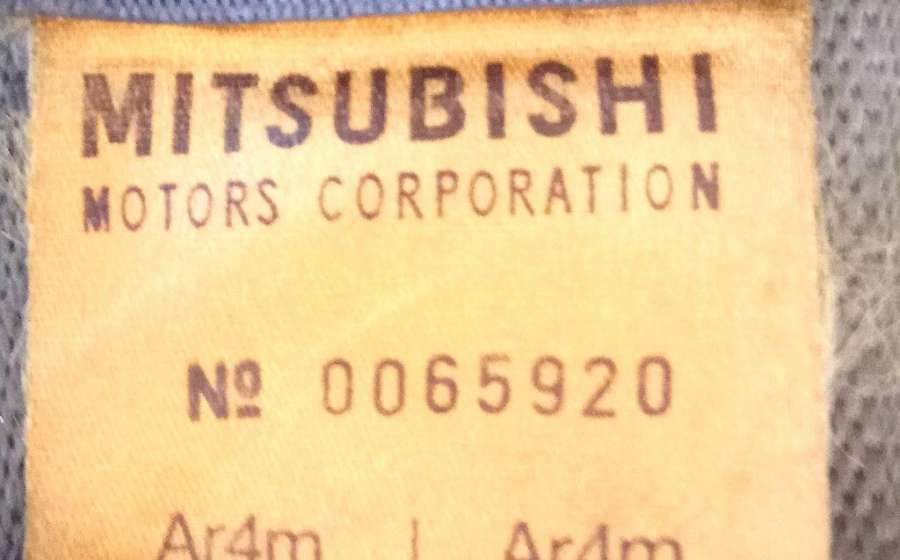 MITSUBISHI
MOTORS CORPORATION
Nº 0065920
Ar4m | Ar4m